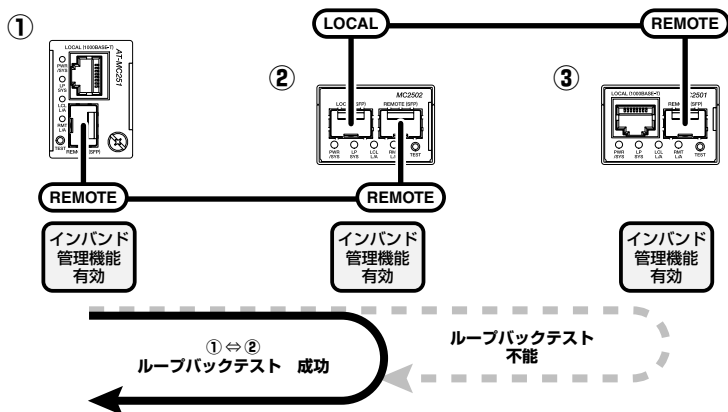 ①
LOCAL (1000BASE-T)
AT-MC251
PWR
/SYS
LP
SYS
LCL
L/A
RMT
L/A
TEST
REMOTE (SFP)
REMOTE
インバンド
管理機能
有効
②
LOCAL
MC2502
LOCAL (SFP)
REMOTE (SFP)
PWR
/SYS
LP
SYS
LCL
L/A
RMT
L/A
TEST
REMOTE
インバンド
管理機能
有効
③
REMOTE
LOCAL (1000BASE-T)
PWR
/SYS
LP
SYS
LCL
L/A
RMT
L/A
TEST
インバンド
管理機能
有効
① ⇔ ②
ループバックテスト 成功
ループバックテスト
不能